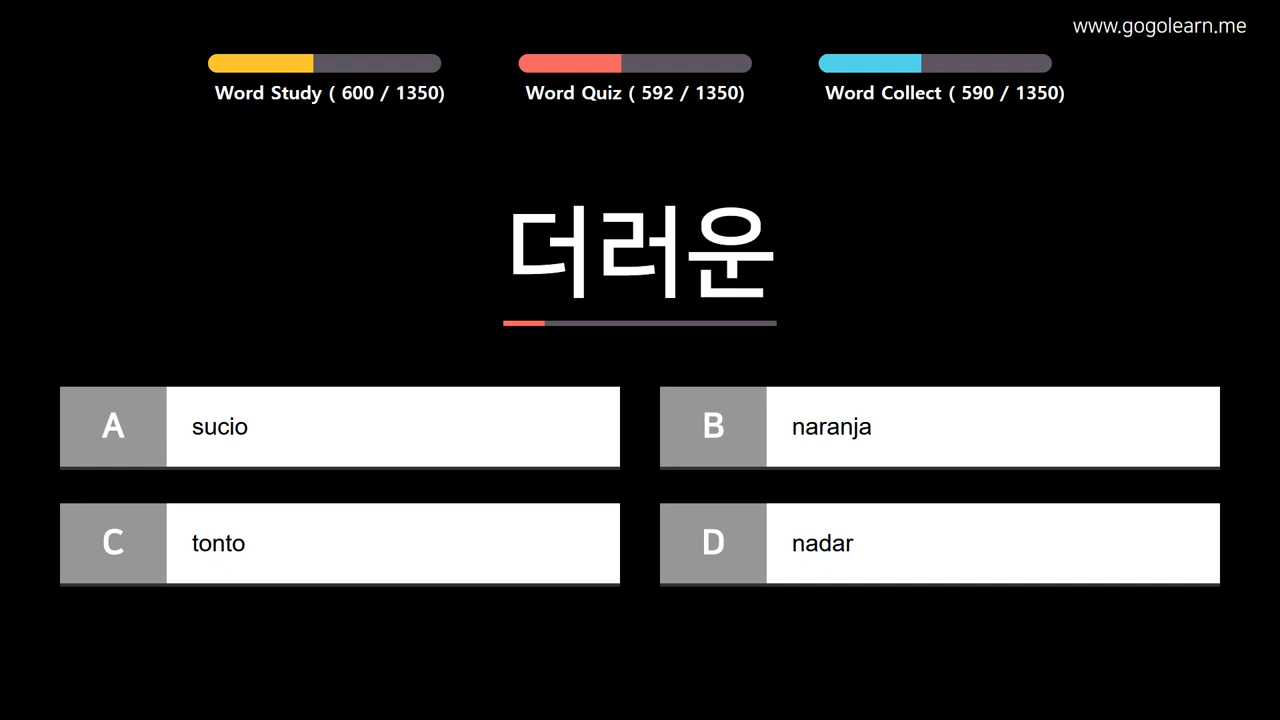 www.gogolearn.me
Word Study ( 600 / 1350)
Word Quiz ( 592 / 1350)
Word Collect ( 590 / 1350)
더러운
A sucio
B naranja
C tonto
D nadar